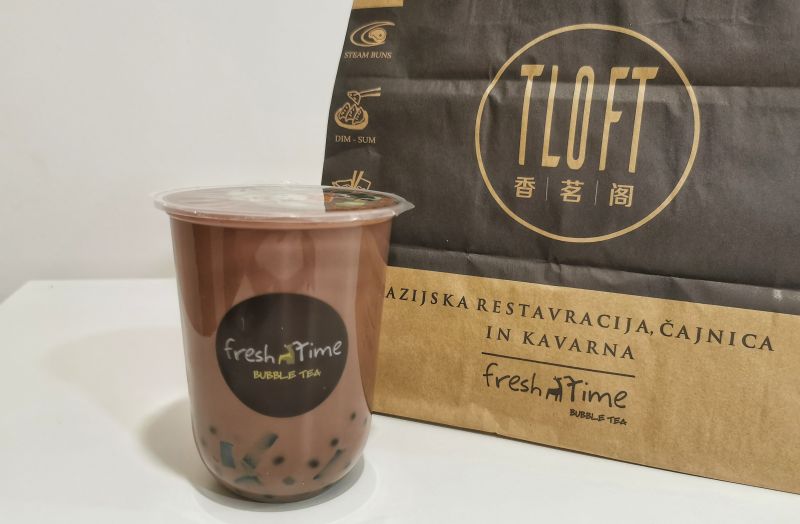 STEAM BUNS
DIM - SUM
TLOFT
香|茗|阁
AZIJSKA RESTAVRACIJA, ČAJNICA
IN KAVARNA
fresh Time
BUBBLE TEA
fresh Time
BUBBLE TEA